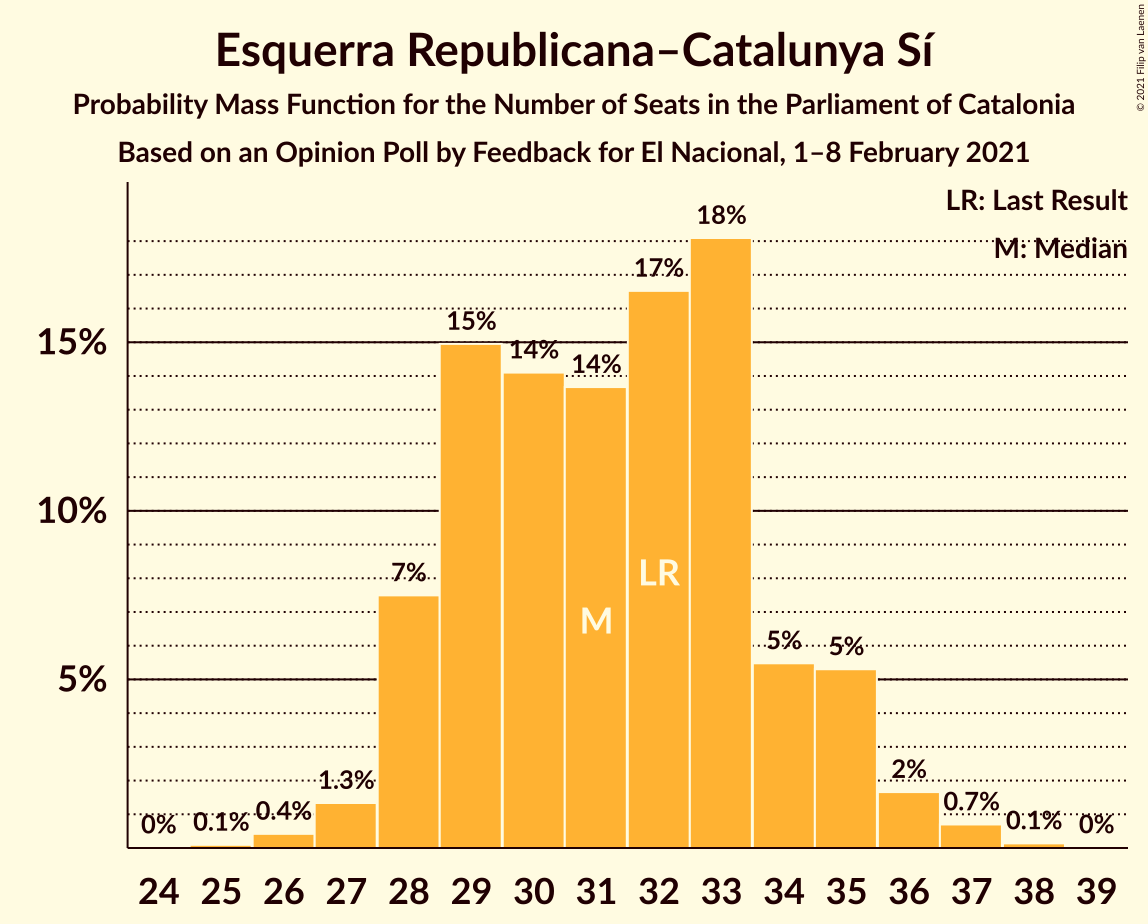 Esquerra Republicana–Catalunya Sí
Probability Mass Function for the Number of Seats in the Parliament of Catalonia
Based on an Opinion Poll by Feedback for El Nacional, 1–8 February 2021
© 2021 Filip van Laenen
LR: Last Result
M: Median
15%
10%
5%
0%
0.1%
0.4%
1.3%
7%
15%
14%
14%
17%
18%
5%
5%
2%
0.7%
0.1%
0%
M
LR
24 25 26 27 28 29 30 31 32 33 34 35 36 37 38 39